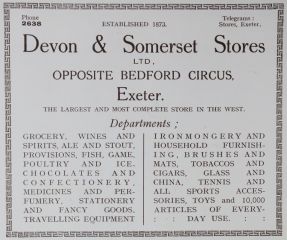 Phone
2638
ESTABLISHED 1873.
Telegrams:
Stores, Exeter.
Devon & Somerset Stores
LTD,
OPPOSITE BEDFORD CIRCUS,
Exeter.
THE LARGEST AND MOST COMPLETE STORE IN THE WEST.
Departments ;
GROCERY, WINES AND
SPIRITS, ALE AND STOUT,
PROVISIONS, FISH, GAME,
POULTRY AND ICE.
CHOCOLATES AND
CONFECTIONERY,
MEDICINES AND PER-
FUMERY, STATIONERY
AND FANCY GOODS,
TRAVELLING EQUIPMENT
IRONMONGERY AND
HOUSEHOLD FURNISH-
ING, BRUSHES AND
MATS, TOBACCOS AND
CIGARS, GLASS AND
CHINA, TENNIS AND
ALL SPORTS ACCES-
SORIES, TOYS and 10,000
ARTICLES OF EVERY-
: : DAY USE. : :